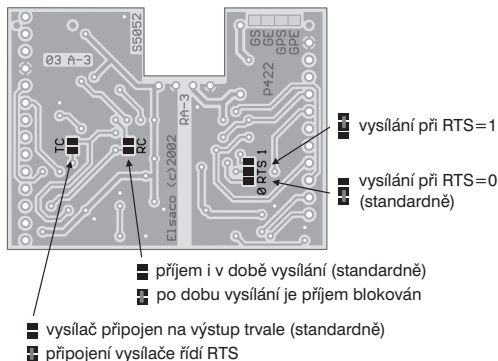 S5052
GS
GE
GPS
GPE
03 A-3
P422
RA-3
TC
RC
0 RTS 1
Elsaco (c)2002
vysílání při RTS=1
vysílání při RTS=0
(standardně)
příjem i v době vysílání (standardně)
po dobu vysílání je příjem blokován
vysílač připojen na výstup trvale (standardně)
připojení vysílače řídí RTS